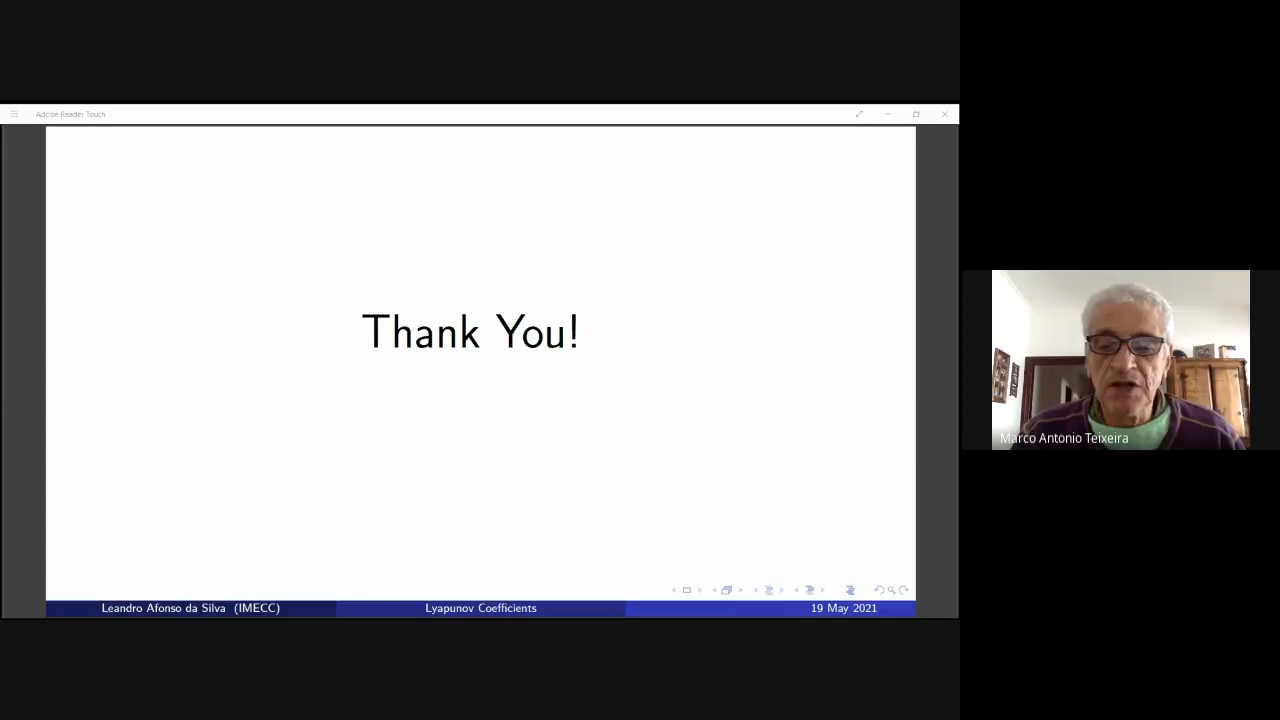 Adobe Reader Touch
Thank You!
Marco Antonio Teixeira
Leandro Afonso da Silva (IMECC)
Lyapunov Coefficients
19 May 2021